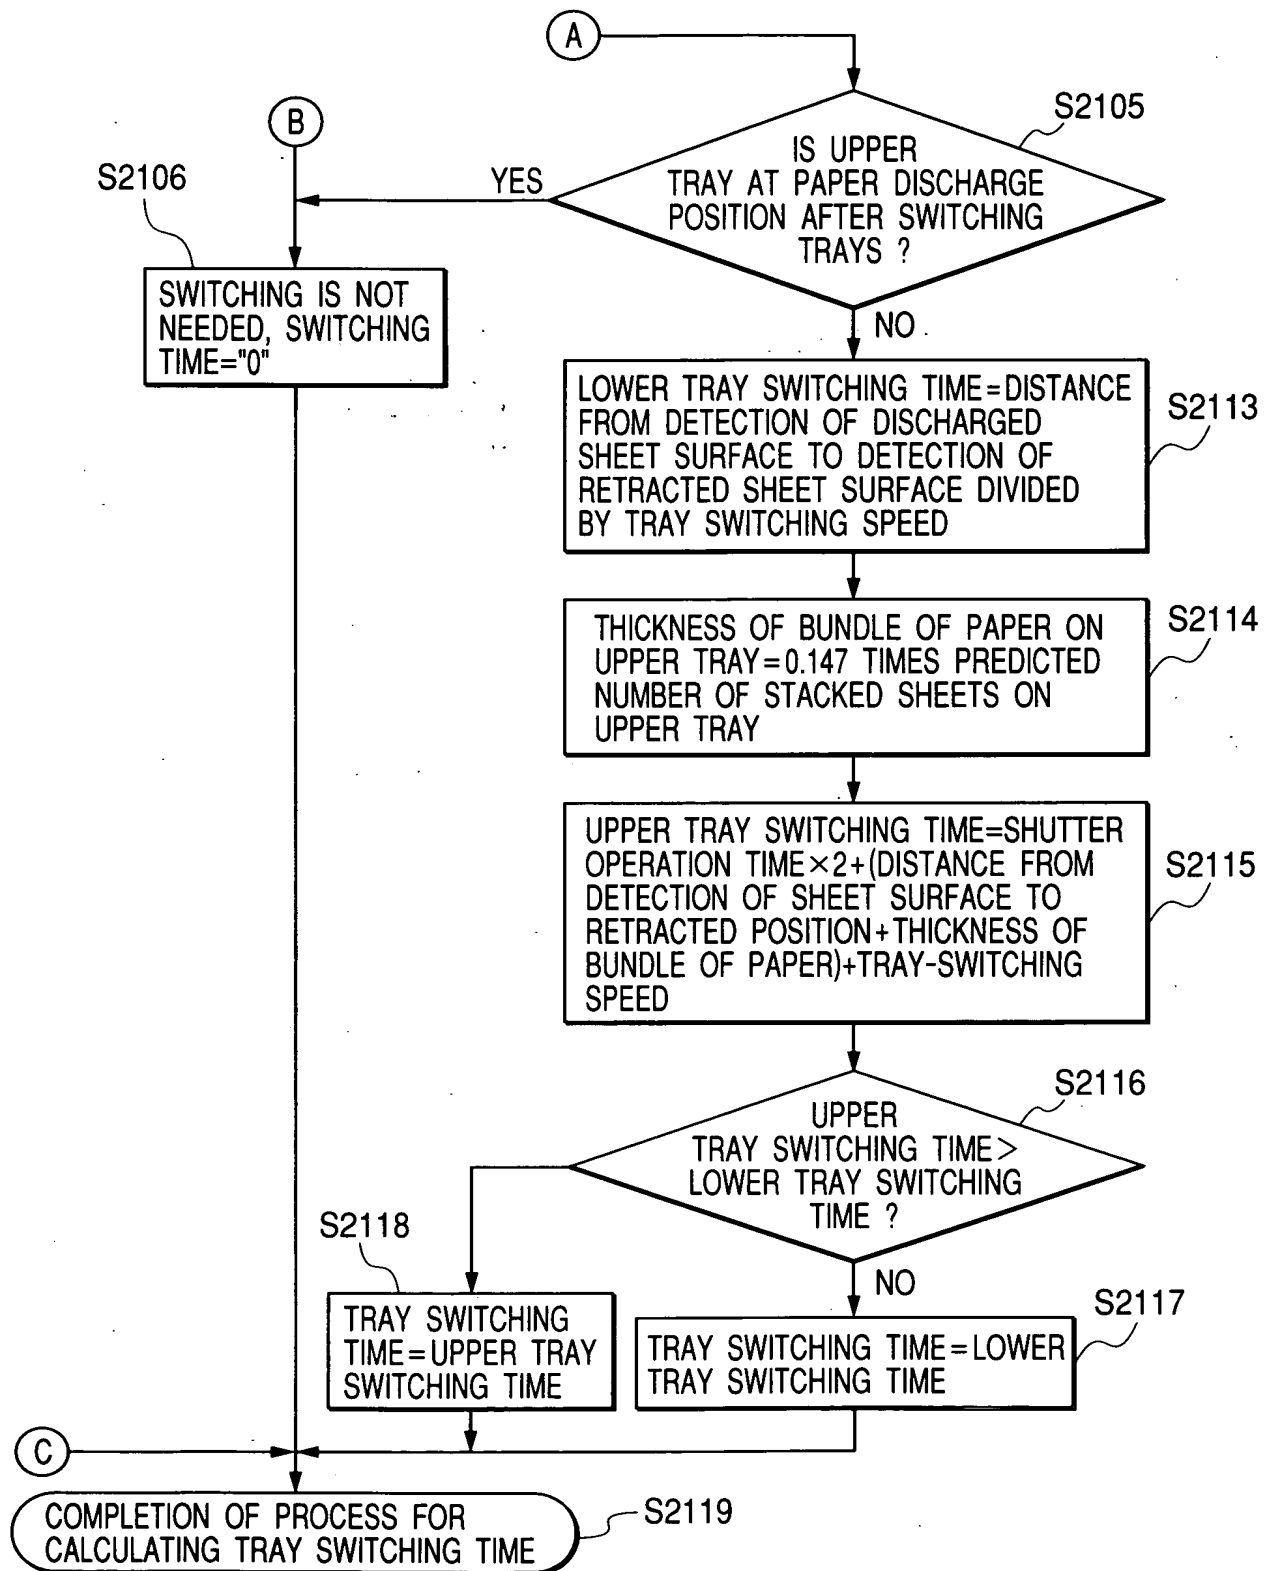 A
B
S2105
IS UPPER
TRAY AT PAPER DISCHARGE
POSITION AFTER SWITCHING
TRAYS ?
YES
S2106
SWITCHING IS NOT
NEEDED, SWITCHING
TIME="0"
NO
LOWER TRAY SWITCHING TIME=DISTANCE
FROM DETECTION OF DISCHARGED
SHEET SURFACE TO DETECTION OF
RETRACTED SHEET SURFACE DIVIDED
BY TRAY SWITCHING SPEED
S2113
THICKNESS OF BUNDLE OF PAPER ON
UPPER TRAY=0.147 TIMES PREDICTED
NUMBER OF STACKED SHEETS ON
UPPER TRAY
S2114
UPPER TRAY SWITCHING TIME=SHUTTER
OPERATION TIME×2+(DISTANCE FROM
DETECTION OF SHEET SURFACE TO
RETRACTED POSITION+THICKNESS OF
BUNDLE OF PAPER)+TRAY-SWITCHING
SPEED
S2115
S2116
UPPER
TRAY SWITCHING TIME>
LOWER TRAY SWITCHING
TIME ?
S2118
TRAY SWITCHING
TIME=UPPER TRAY
SWITCHING TIME
NO
S2117
TRAY SWITCHING TIME=LOWER
TRAY SWITCHING TIME
C
COMPLETION OF PROCESS FOR
CALCULATING TRAY SWITCHING TIME
S2119